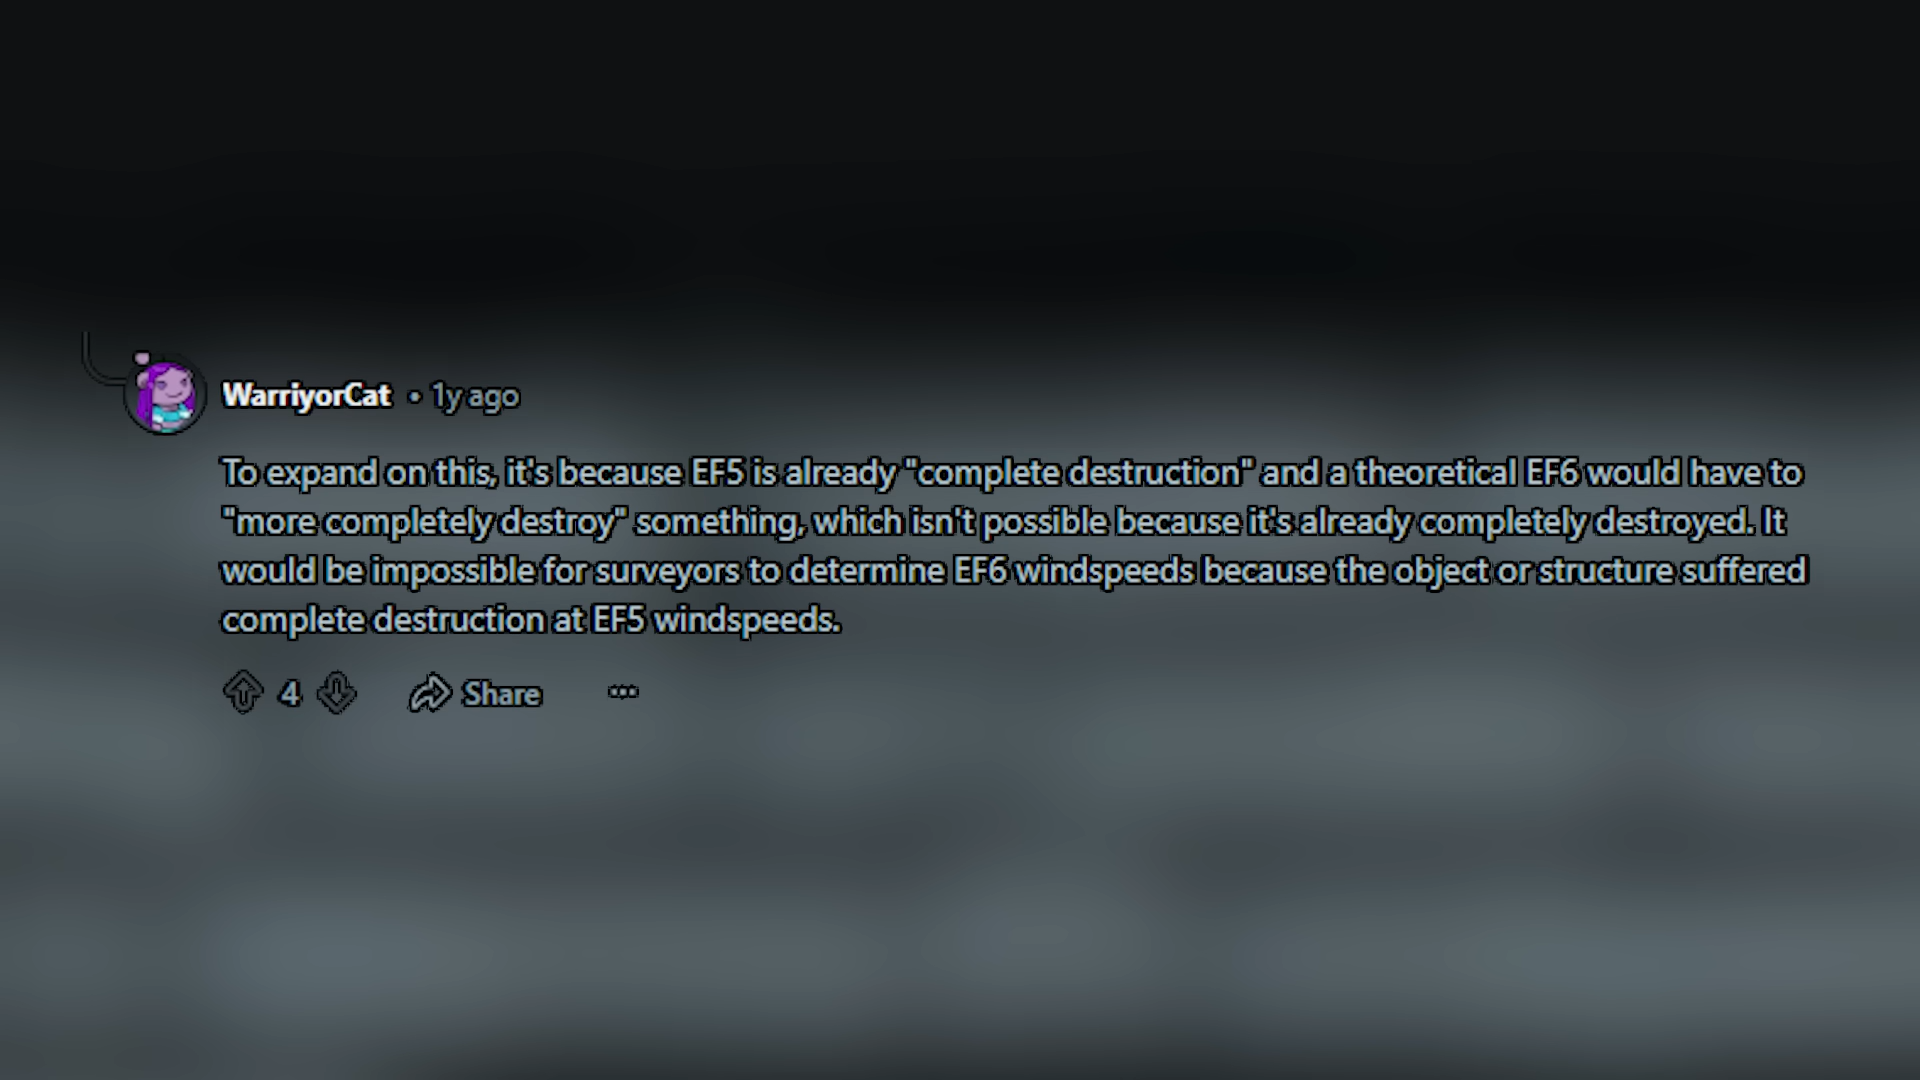 WarriyorCat • 1y ago
To expand on this, it's because EF5 is already "complete destruction" and a theoretical EF6 would have to
"more completely destroy" something, which isn't possible because it's already completely destroyed. It
would be impossible for surveyors to determine EF6 windspeeds because the object or structure suffered
complete destruction at EF5 windspeeds.
4 Share ...